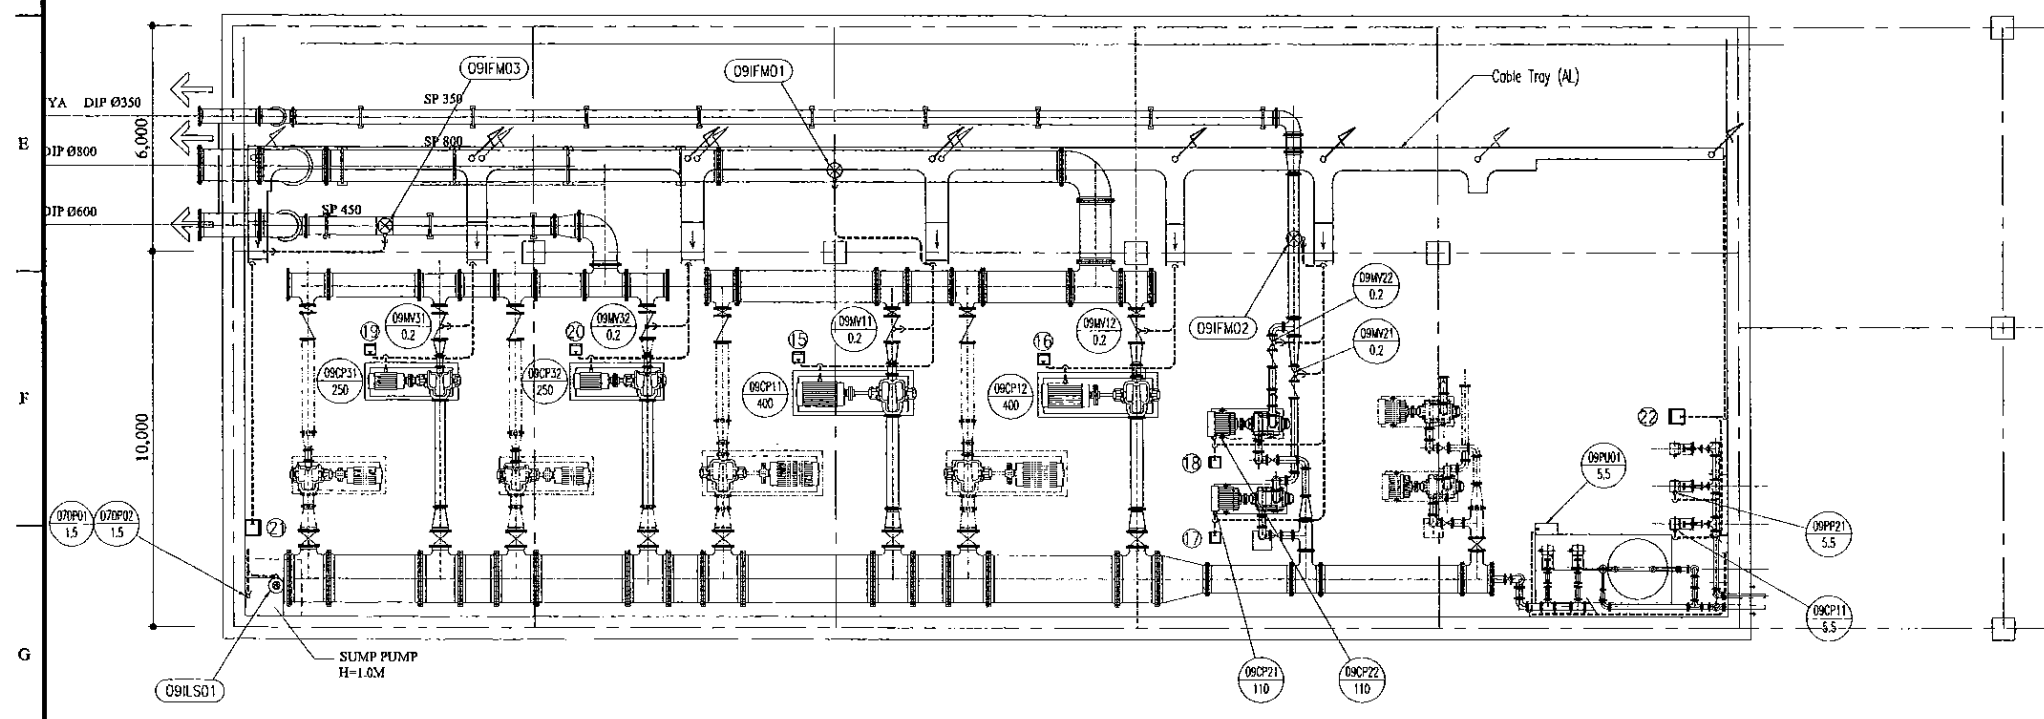 09IFM03
09IFM01
Cable Tray (AL)
YA DIP Ø350
SP 350
E
6,000
SP 800
DIP Ø800
DIP Ø600
SP 450
09MV22
0.2
09MV31
0.2
09MV32
0.2
09MV11
0.2
09MV12
0.2
09IFM02
09MV21
0.2
19
20
15
16
09CP31
250
09CP32
250
09CP11
400
09CP12
400
F
10,000
22
18
09PU01
5.5
07DP01
1.5
07DP02
1.5
21
17
09PP21
5.5
09CP11
5.5
G
SUMP PUMP
H=1.0M
09ILS01
09CP21
110
09CP22
110